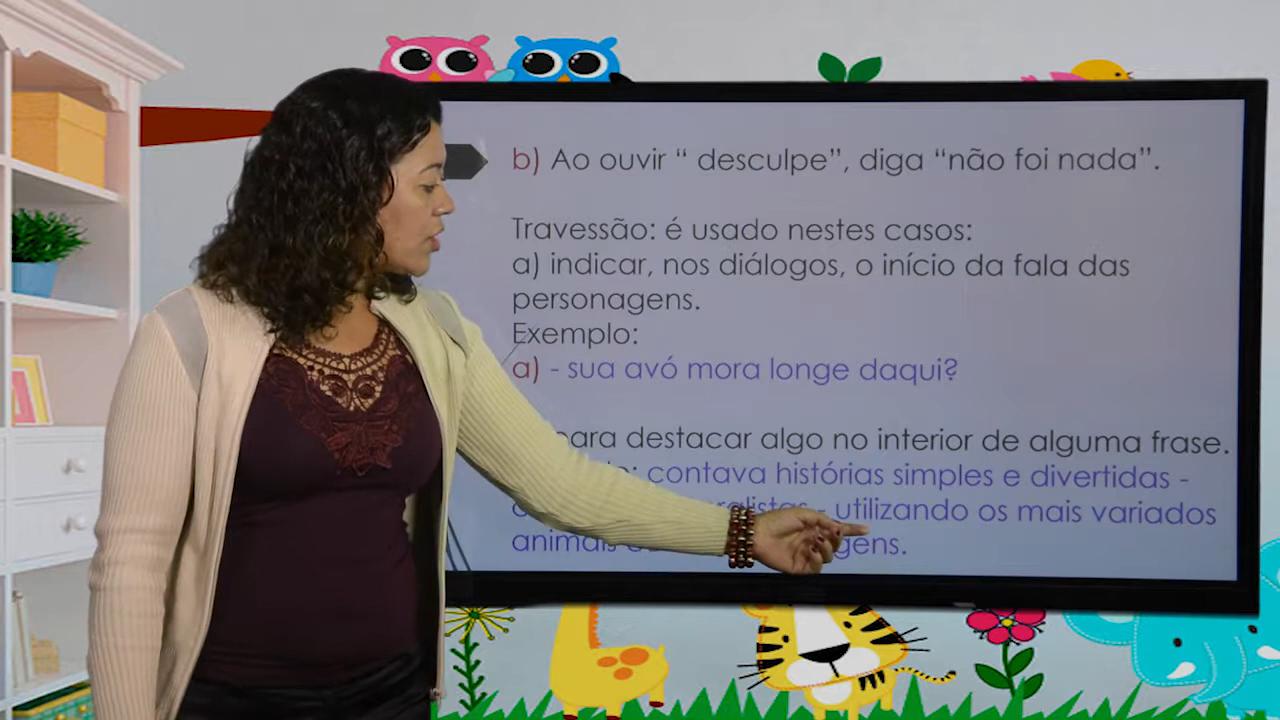 b) Ao ouvir “ desculpe”, diga “não foi nada”.
Travessão: é usado nestes casos:
a) indicar, nos diálogos, o início da fala das
personagens.
Exemplo:
a) - sua avó mora longe daqui?
para destacar algo no interior de alguma frase.
contava histórias simples e divertidas -
- utilizando os mais variados
animais